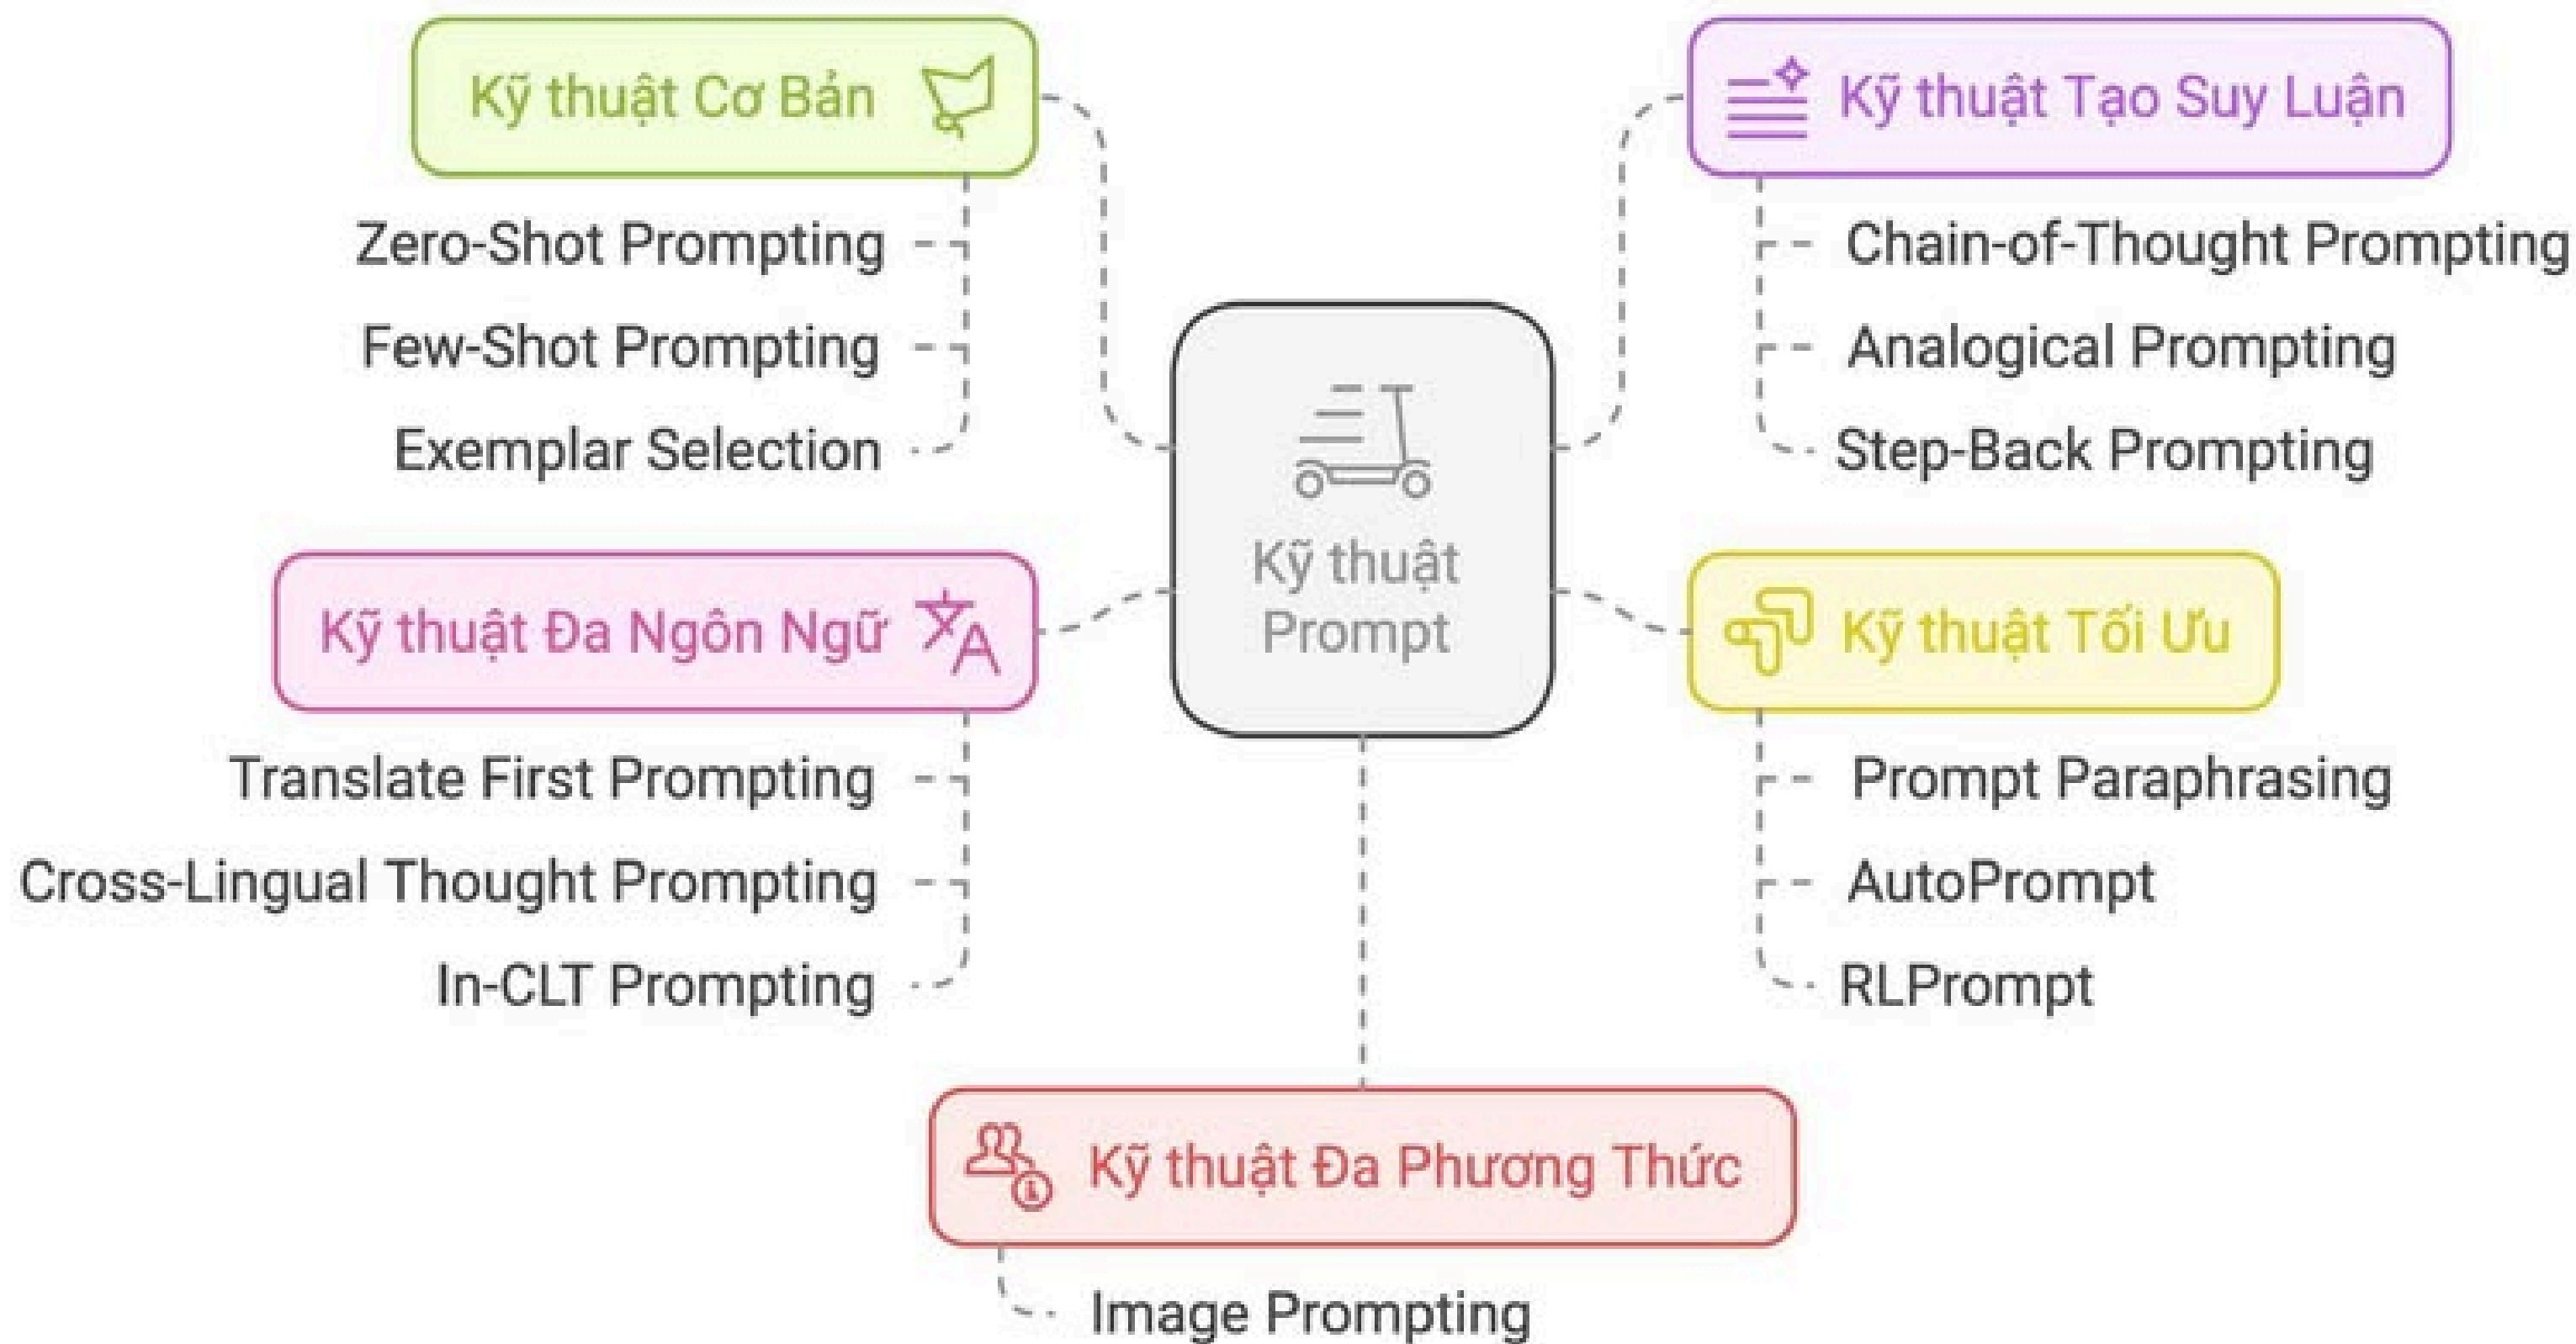 Kỹ thuật Cơ Bản
Zero-Shot Prompting
Few-Shot Prompting
Exemplar Selection
Kỹ thuật Đa Ngôn Ngữ
Translate First Prompting
Cross-Lingual Thought Prompting
In-CLT Prompting
Kỹ thuật
Prompt
Kỹ thuật Tạo Suy Luận
Chain-of-Thought Prompting
Analogical Prompting
Step-Back Prompting
Kỹ thuật Tối Ưu
Prompt Paraphrasing
AutoPrompt
RLPrompt
Kỹ thuật Đa Phương Thức
Image Prompting